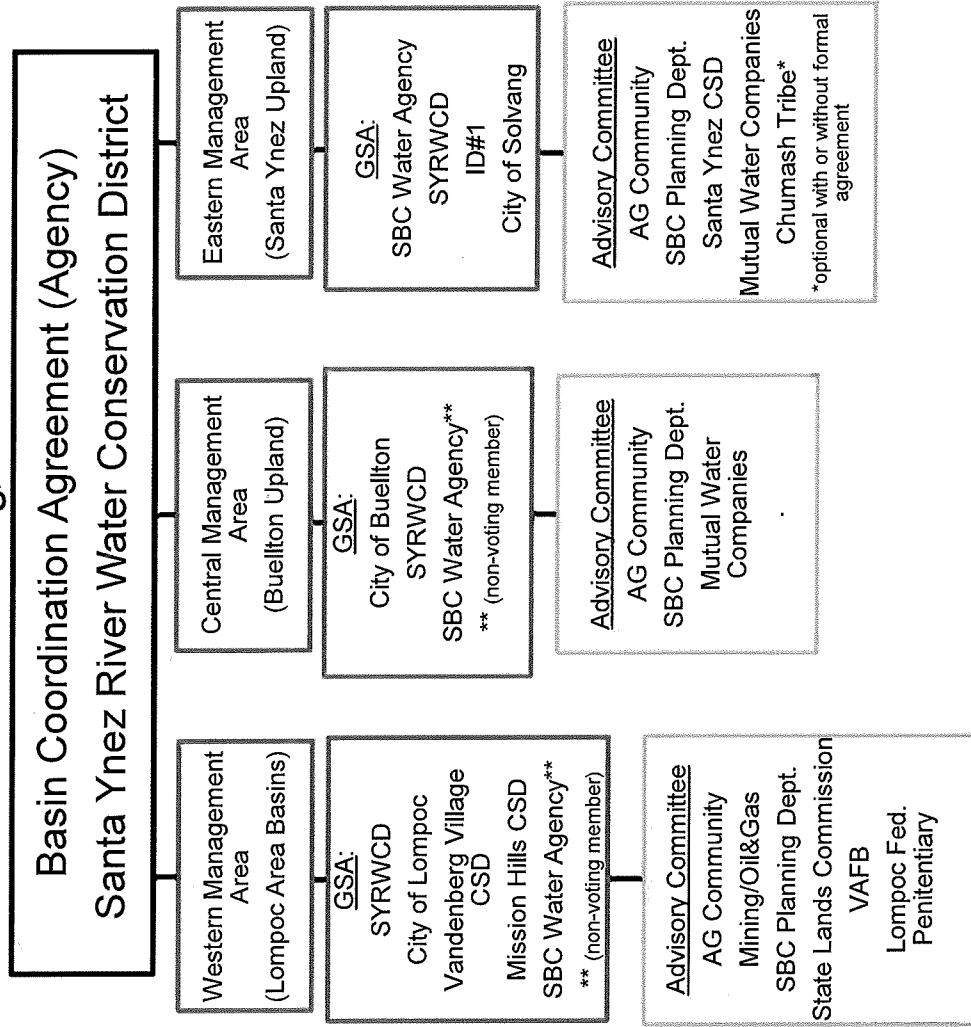 Basin Coordination Agreement (Agency)
Santa Ynez River Water Conservation District
Western Management
Area
(Lompoc Area Basins)
GSA:
SYRWCD
City of Lompoc
Vandenberg Village
CSD
Mission Hills CSD
SBC Water Agency**
** (non-voting member)
Advisory Committee
AG Community
Mining/Oil&Gas
SBC Planning Dept.
State Lands Commission
VAFB
Lompoc Fed.
Penitentiary
Central Management
Area
(Buellton Upland)
GSA:
City of Buellton
SYRWCD
SBC Water Agency**
** (non-voting member)
Advisory Committee
AG Community
SBC Planning Dept.
Mutual Water
Companies
Eastern Management
Area
(Santa Ynez Upland)
GSA:
SBC Water Agency
SYRWCD
ID#1
City of Solvang
Advisory Committee
AG Community
SBC Planning Dept.
Santa Ynez CSD
Mutual Water Companies
Chumash Tribe*
*optional with or without formal
agreement